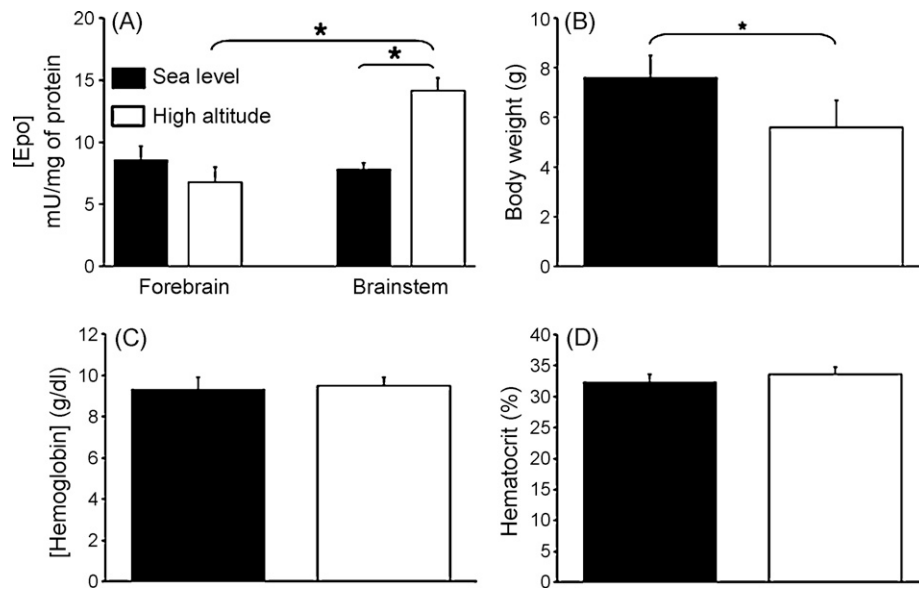 (A)
[Epo]
mU/mg of protein
20
15
10
5
0
Sea level
High altitude
*
*
Forebrain
Brainstem
(B)
Body weight (g)
10
8
6
4
2
0
*
(C)
[Hemoglobin] (g/dl)
12
10
8
6
4
2
0
(D)
Hematocrit (%)
40
35
30
25
20
15
10
5
0